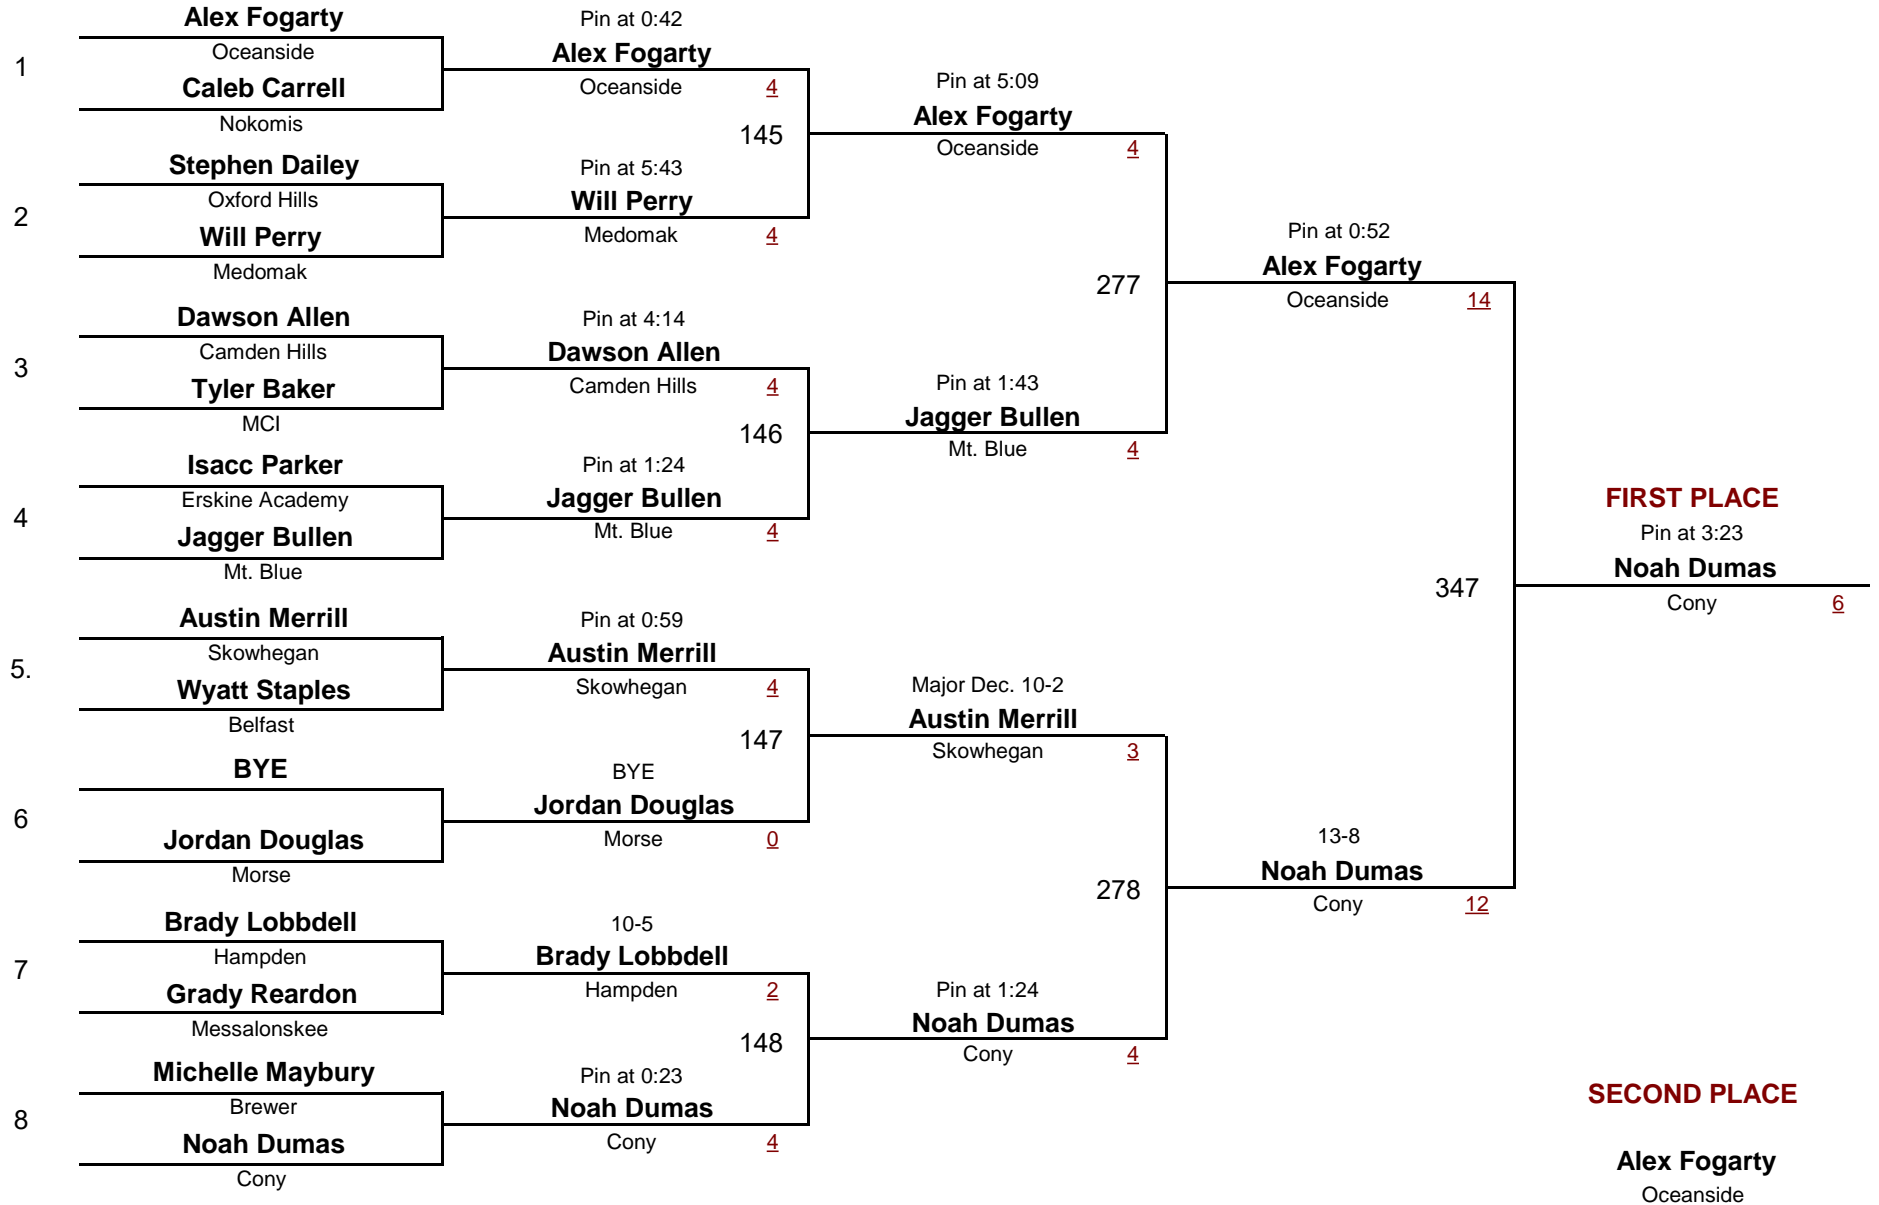 1
Alex Fogarty
Oceanside
Caleb Carrell
Nokomis
2
Stephen Dailey
Oxford Hills
Will Perry
Medomak
3
Dawson Allen
Camden Hills
Tyler Baker
MCI
4
Isacc Parker
Erskine Academy
Jagger Bullen
Mt. Blue
5.
Austin Merrill
Skowhegan
Wyatt Staples
Belfast
6
BYE
Jordan Douglas
Morse
7
Brady Lobbdell
Hampden
Grady Reardon
Messalonskee
8
Michelle Maybury
Brewer
Noah Dumas
Cony
Pin at 0:42
Alex Fogarty
Oceanside 4
145
Pin at 5:43
Will Perry
Medomak 4
Pin at 4:14
Dawson Allen
Camden Hills 4
146
Pin at 1:24
Jagger Bullen
Mt. Blue 4
Pin at 0:59
Austin Merrill
Skowhegan 4
147
BYE
Jordan Douglas
Morse 0
10-5
Brady Lobbdell
Hampden 2
148
Pin at 0:23
Noah Dumas
Cony 4
Pin at 5:09
Alex Fogarty
Oceanside 4
277
Pin at 1:43
Jagger Bullen
Mt. Blue 4
Major Dec. 10-2
Austin Merrill
Skowhegan 3
278
Pin at 1:24
Noah Dumas
Cony 4
Pin at 0:52
Alex Fogarty
Oceanside 14
347
13-8
Noah Dumas
Cony 12
FIRST PLACE
Pin at 3:23
Noah Dumas
Cony 6
SECOND PLACE
Alex Fogarty
Oceanside